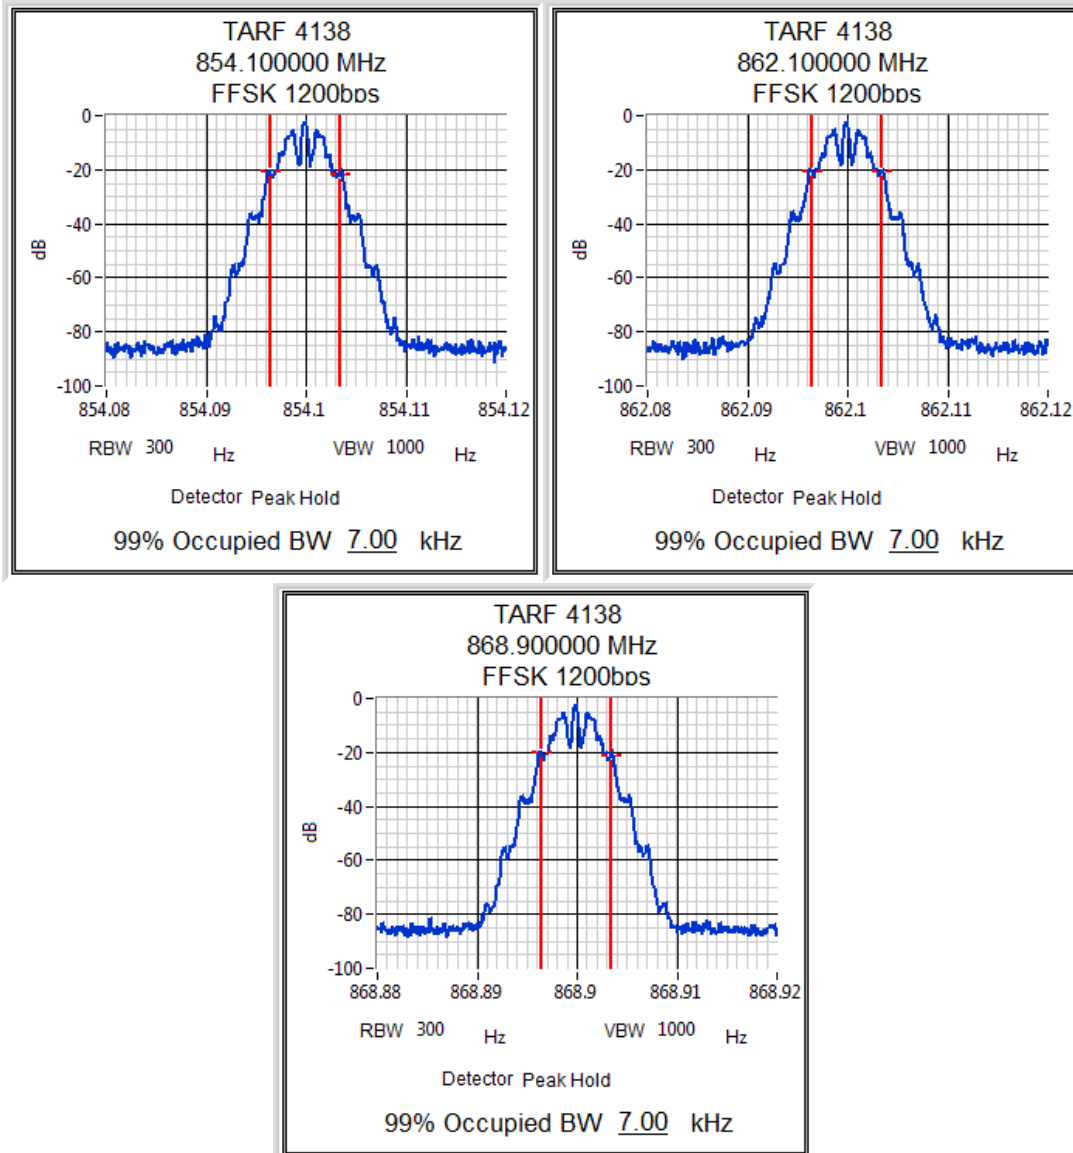 TARF 4138
854.100000 MHz
FFSK 1200bps
0
-20
-40
-60
-80
-100
dB
854.08 854.09 854.1 854.11 854.12
RBW 300 Hz VBW 1000 Hz
Detector Peak Hold
99% Occupied BW 7.00 kHz
TARF 4138
862.100000 MHz
FFSK 1200bps
0
-20
-40
-60
-80
-100
dB
862.08 862.09 862.1 862.11 862.12
RBW 300 Hz VBW 1000 Hz
Detector Peak Hold
99% Occupied BW 7.00 kHz
TARF 4138
868.900000 MHz
FFSK 1200bps
0
-20
-40
-60
-80
-100
dB
868.88 868.89 868.9 868.91 868.92
RBW 300 Hz VBW 1000 Hz
Detector Peak Hold
99% Occupied BW 7.00 kHz